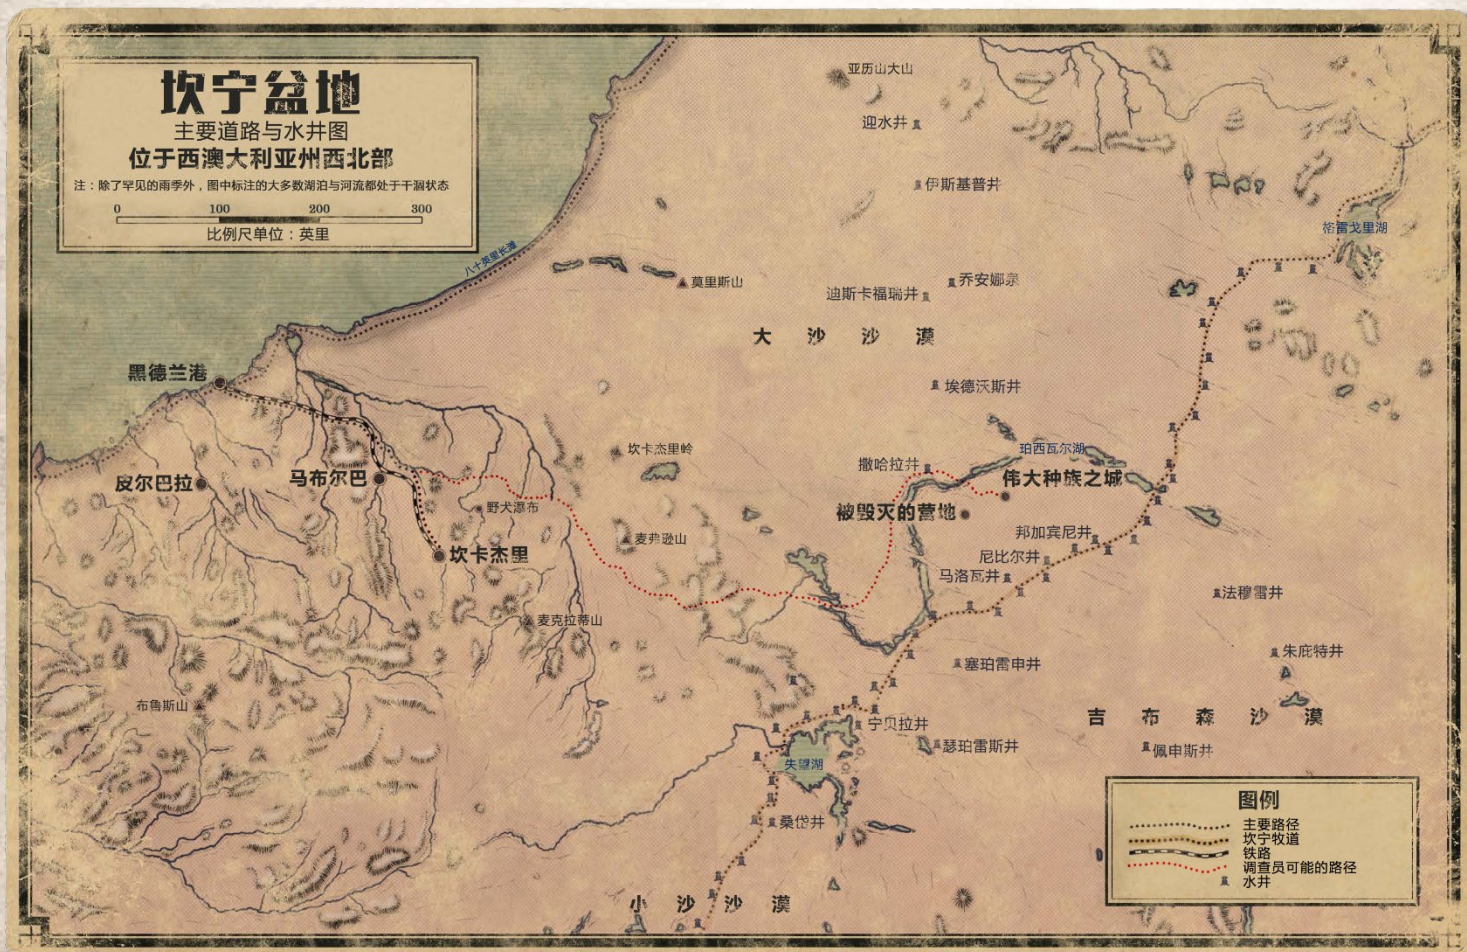 坎宁盆地
主要道路与水井图
位于西澳大利亚州西北部
注：除了罕见的雨季外，图中标注的大多数湖泊与河流都处于干涸状态
0 100 200 300
比例尺单位：英里
亚历山大山
迎水井
伊斯基普井
格雷戈里湖
八十英里长滩
莫里斯山
乔安娜泉
迪斯卡福瑞井
大沙沙漠
黑德兰港
埃德沃斯井
坎卡杰里岭
珀西瓦尔湖
撒哈拉井
皮尔巴拉
马布尔巴
伟大种族之城
野犬瀑布
被毁灭的营地
邦加宾尼井
麦弗逊山
坎卡杰里
尼比尔井
马洛瓦井
法穆雷井
麦克拉蒂山
朱庇特井
塞珀雷申井
布鲁斯山
吉布森沙漠
宁贝拉井
瑟珀雷斯井
佩申斯井
失望湖
桑岱井
小沙沙漠
图例
主要路径
坎宁牧道
铁路
调查员可能的路径
水井